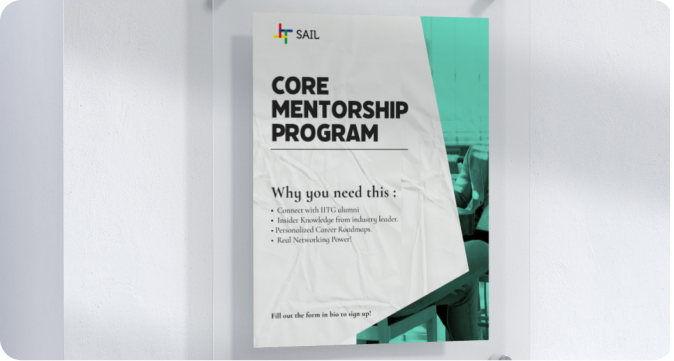 SAIL
CORE
MENTORSHIP
PROGRAM
Why you need this :
• Connect with IITG alumni
• Insider Knowledge from industry leader.
• Personalized Career Roadmaps.
• Real Networking Power!
Fill out the form in bio to sign up!